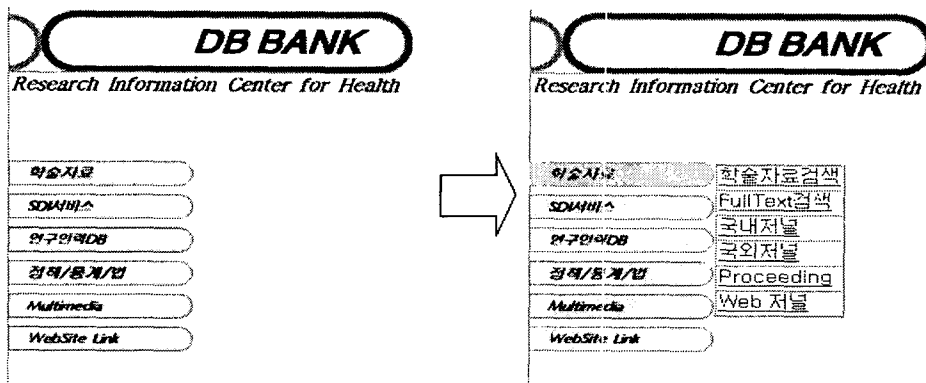 DB BANK
Research Information Center for Health
학술자료
SDI서비스
연구인력DB
정책/통계/법
Multimedia
WebSite Link
DB BANK
Research Information Center for Health
학술자료
SDI서비스
연구인력DB
정책/통계/법
Multimedia
WebSite Link
학술자료검색
FullText검색
국내저널
국외저널
Proceeding
Web 저널